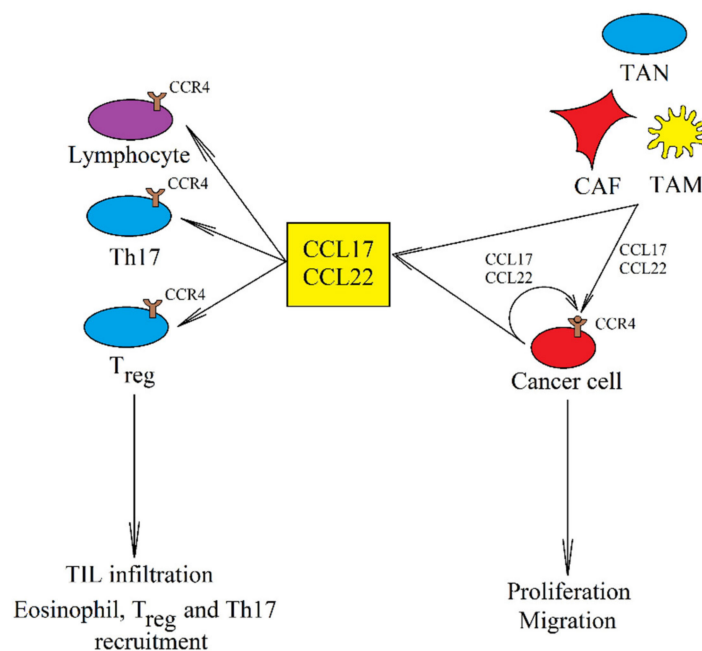 CCR4
Lymphocyte
CCR4
Th17
CCR4
Treg
TIL infiltration
Eosinophil, Treg and Th17
recruitment
CCL17
CCL22
TAN
CAF
TAM
CCL17
CCL22
CCL17
CCL22
CCR4
Cancer cell
Proliferation
Migration